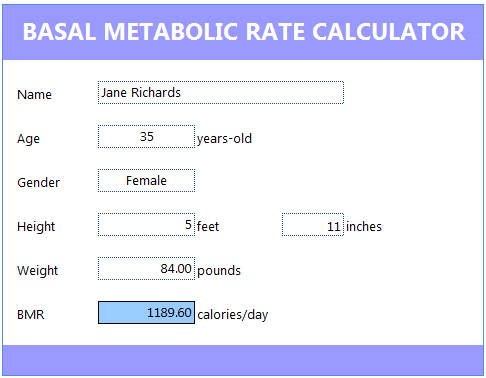 BASAL METABOLIC RATE CALCULATOR
Name Jane Richards
Age 35 years-old
Gender Female
Height 5 feet 11 inches
Weight 84.00 pounds
BMR 1189.60 calories/day